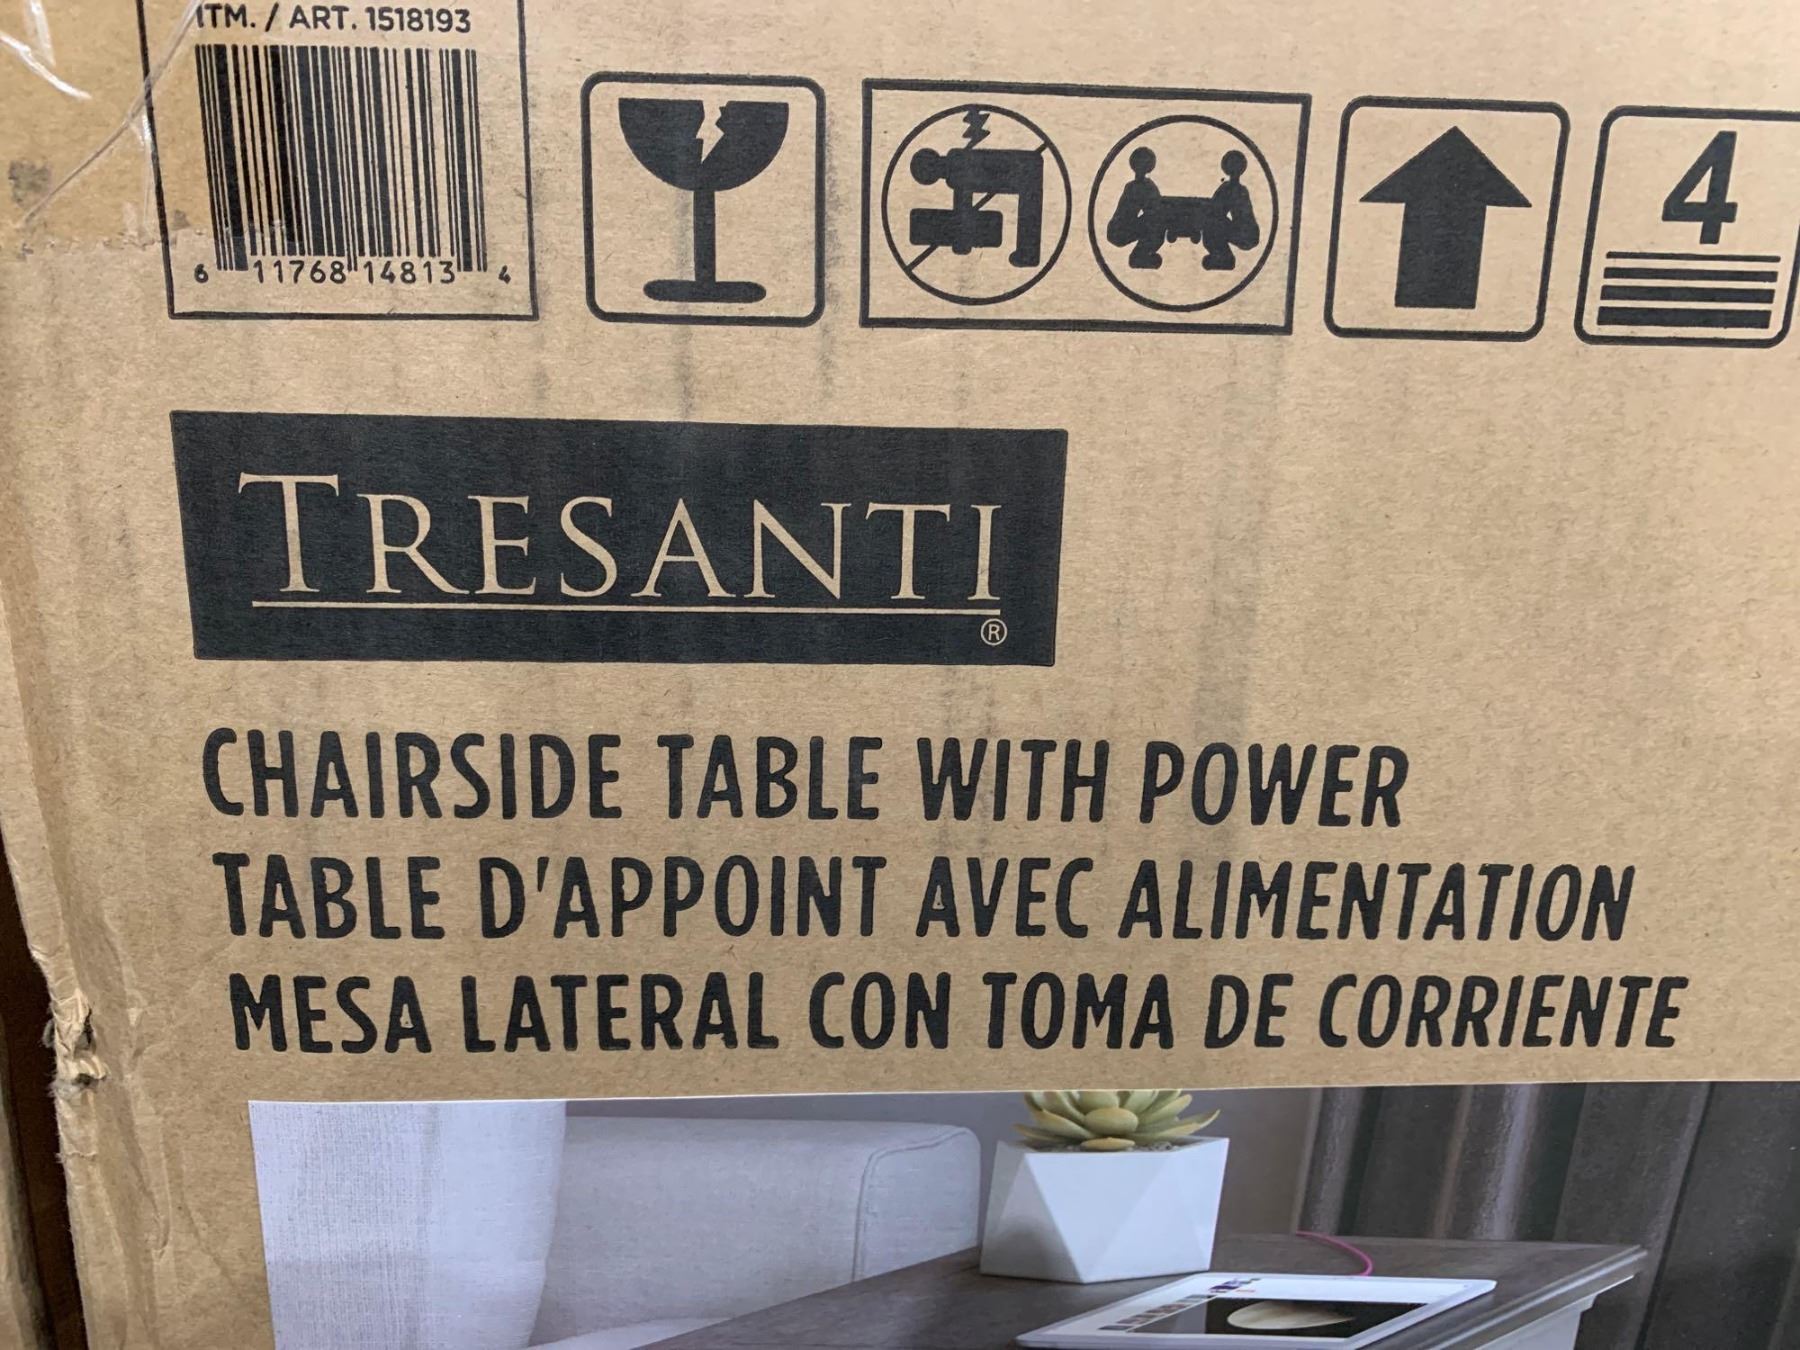 ITM. / ART. 1518193
6 11768 14813 4
4
TRESANTI
®
CHAIRSIDE TABLE WITH POWER
TABLE D'APPOINT AVEC ALIMENTATION
MESA LATERAL CON TOMA DE CORRIENTE